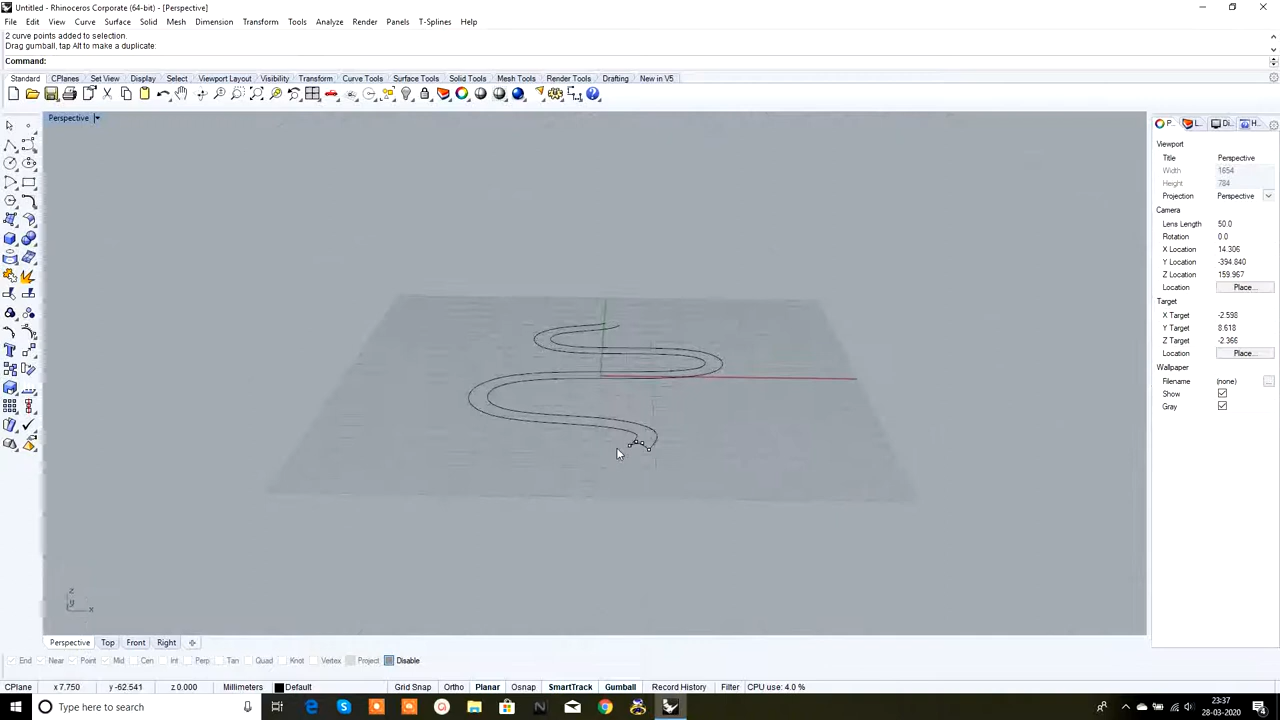 Untitled - Rhinoceros Corporate (64-bit) - [Perspective]
File Edit View Curve Surface Solid Mesh Dimension Transform Tools Analyze Render Panels T-Splines Help
2 curve points added to selection.
Drag gumball, tap Alt to make a duplicate:
Command:
Standard CPlanes Set View Display Select Viewport Layout Visibility Transform Curve Tools Surface Tools Solid Tools Mesh Tools Render Tools Drafting New in V5
Perspective
P... L... Di... H...
Viewport
Title Perspective
Width 1654
Height 784
Projection Perspective
Camera
Lens Length 50.0
Rotation 0.0
X Location 14.306
Y Location -394.840
Z Location 159.967
Location Place...
Target
X Target -2.598
Y Target 8.618
Z Target -2.366
Location Place...
Wallpaper
Filename (none) ...
Show
Gray
z
y
x
Perspective Top Front Right
End Near Point Mid Cen Int Perp Tan Quad Knot Vertex Project Disable
CPlane x 7.750 y -62.541 z 0.000 Millimeters Default Grid Snap Ortho Planar Osnap SmartTrack Gumball Record History Filter CPU use: 4.0 %
Type here to search
23:37
28-03-2020